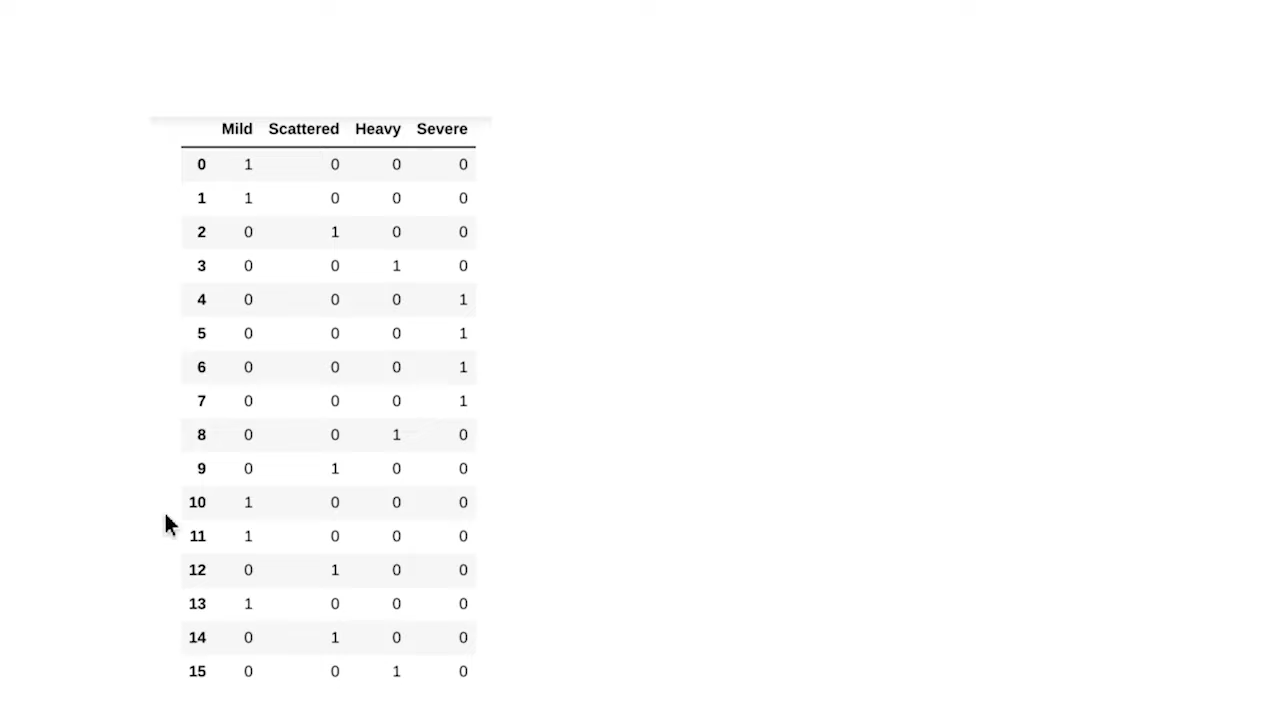 Mild Scattered Heavy Severe
0 1 0 0 0
1 1 0 0 0
2 0 1 0 0
3 0 0 1 0
4 0 0 0 1
5 0 0 0 1
6 0 0 0 1
7 0 0 0 1
8 0 0 1 0
9 0 1 0 0
10 1 0 0 0
11 1 0 0 0
12 0 1 0 0
13 1 0 0 0
14 0 1 0 0
15 0 0 1 0